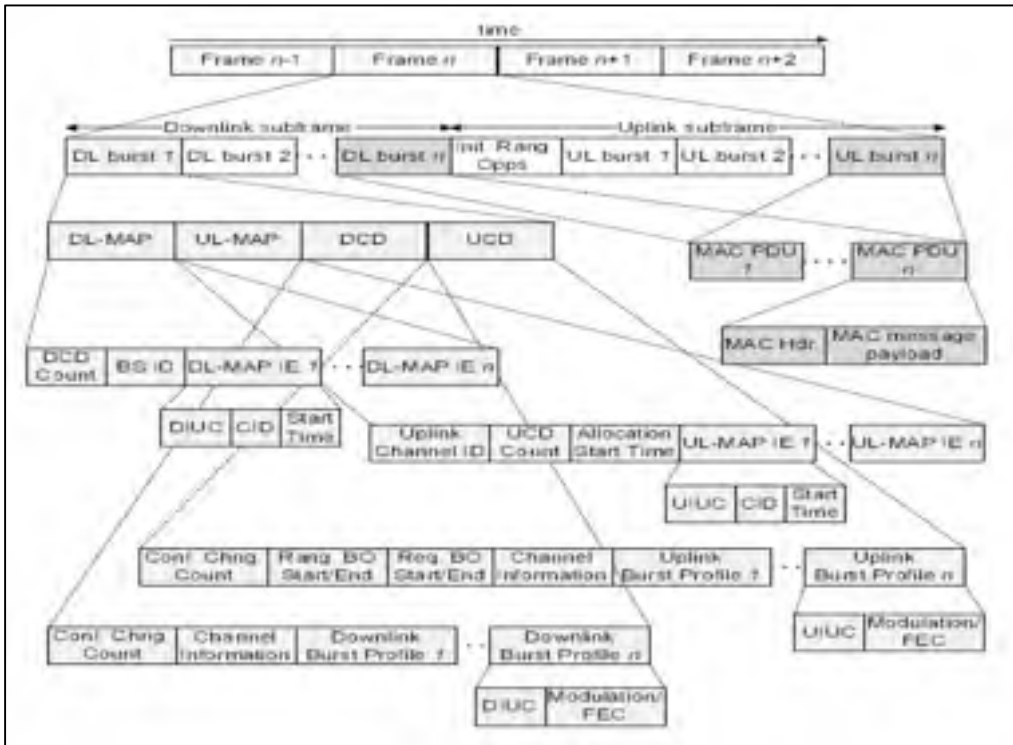 time
Frame n-1 Frame n Frame n+1 Frame n+2
Downlink subframe Uplink subframe
DL burst 1 DL burst 2 ... DL burst n Init Rang Opps UL burst 1 UL burst 2 ... UL burst n
DL-MAP UL-MAP DCD UCD
MAC PDU 1 ... MAC PDU n
MAC Hdr MAC message payload
DCD Count BS ID DL-MAP IE 1 ... DL-MAP IE n
DIUC CID Start Time
Uplink Channel ID UCD Count Allocation Start Time UL-MAP IE 1 ... UL-MAP IE n
UIUC CID Start Time
Conf. Chng. Count Rang BO Start/End Req. BO Start/End Channel Information Uplink Burst Profile 1 ... Uplink Burst Profile n
UIUC Modulation/ FEC
Conf. Chng. Count Channel Information Downlink Burst Profile 1 ... Downlink Burst Profile n
DIUC Modulation/ FEC